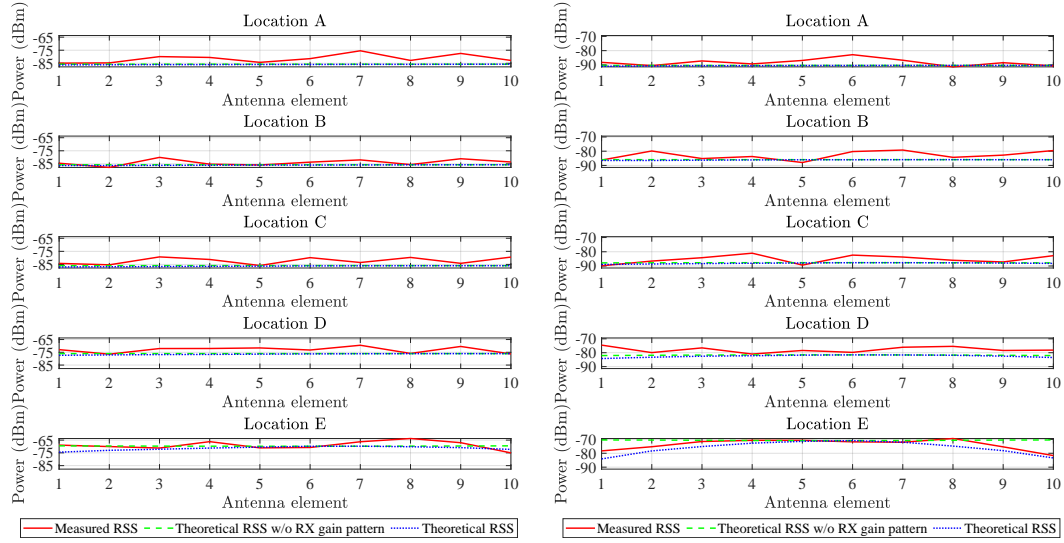 Location A
Power (dBm)
-65
-75
-85
1 2 3 4 5 6 7 8 9 10
Antenna element
Location B
Power (dBm)
-65
-75
-85
1 2 3 4 5 6 7 8 9 10
Antenna element
Location C
Power (dBm)
-65
-75
-85
1 2 3 4 5 6 7 8 9 10
Antenna element
Location D
Power (dBm)
-65
-75
-85
1 2 3 4 5 6 7 8 9 10
Antenna element
Location E
Power (dBm)
-65
-75
-85
1 2 3 4 5 6 7 8 9 10
Antenna element
Measured RSS Theoretical RSS w/o RX gain pattern Theoretical RSS
Location A
Power (dBm)
-70
-80
-90
1 2 3 4 5 6 7 8 9 10
Antenna element
Location B
Power (dBm)
-70
-80
-90
1 2 3 4 5 6 7 8 9 10
Antenna element
Location C
Power (dBm)
-70
-80
-90
1 2 3 4 5 6 7 8 9 10
Antenna element
Location D
Power (dBm)
-70
-80
-90
1 2 3 4 5 6 7 8 9 10
Antenna element
Location E
Power (dBm)
-70
-80
-90
1 2 3 4 5 6 7 8 9 10
Antenna element
Measured RSS Theoretical RSS w/o RX gain pattern Theoretical RSS